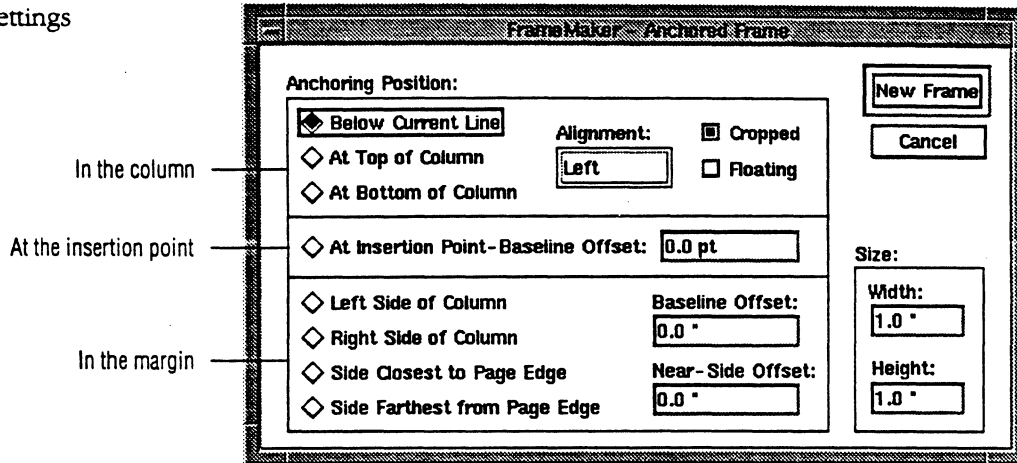 ettings
FrameMaker - Anchored Frame
Anchoring Position:
Below Current Line
At Top of Column
At Bottom of Column
Alignment:
Left
Cropped
Floating
New Frame
Cancel
In the column
At the insertion point
At Insertion Point-Baseline Offset: 0.0 pt
In the margin
Left Side of Column
Right Side of Column
Side Closest to Page Edge
Side Farthest from Page Edge
Baseline Offset:
0.0 "
Near-Side Offset:
0.0 "
Size:
Width:
1.0 "
Height:
1.0 "